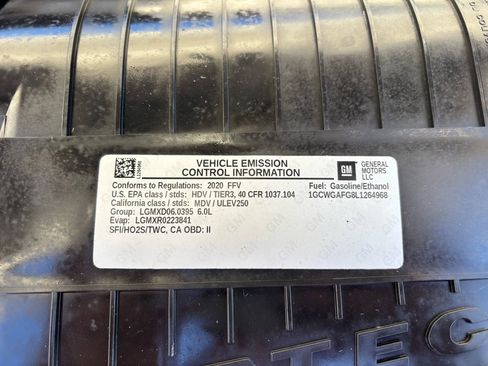 VEHICLE EMISSION
CONTROL INFORMATION
GM
GENERAL
MOTORS
LLC
Conforms to Regulations: 2020 FFV
Fuel: Gasoline/Ethanol
U.S. EPA class / stds: HDV / TIER3, 40 CFR 1037.104
1GCWGAFG8L1264968
California class / stds: MDV / ULEV250
Group: LGMXD06.0395 6.0L
Evap: LGMXR0223841
SFI/HO2S/TWC, CA OBD: II